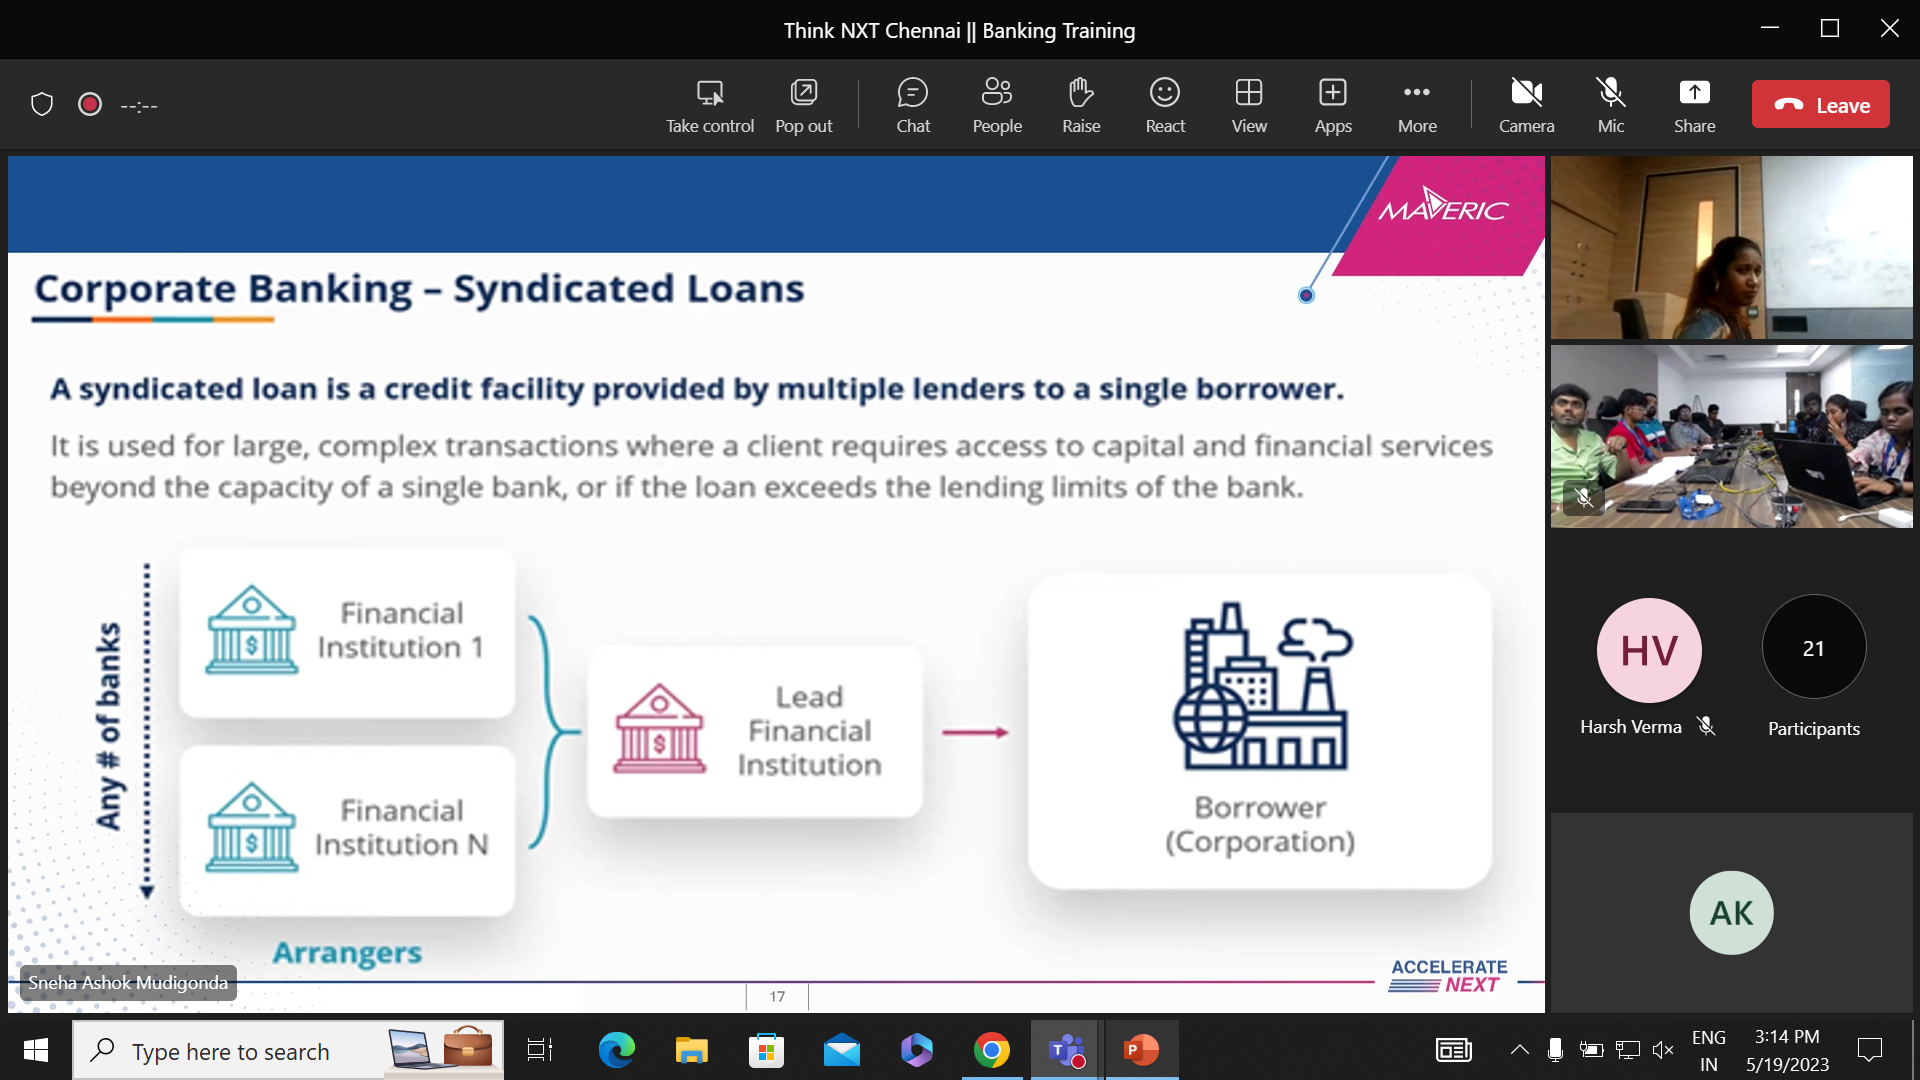 Think NXT Chennai || Banking Training
--:--
Take control
Pop out
Chat
People
Raise
React
View
Apps
More
Camera
Mic
Share
Leave
MAVERIC
Corporate Banking – Syndicated Loans
A syndicated loan is a credit facility provided by multiple lenders to a single borrower.
It is used for large, complex transactions where a client requires access to capital and financial services
beyond the capacity of a single bank, or if the loan exceeds the lending limits of the bank.
Any # of banks
Financial
Institution 1
Financial
Institution N
Arrangers
Lead
Financial
Institution
Borrower
(Corporation)
Sneha Ashok Mudigonda
17
ACCELERATE
NEXT
HV
Harsh Verma
21
Participants
AK
Type here to search
ENG
IN
3:14 PM
5/19/2023